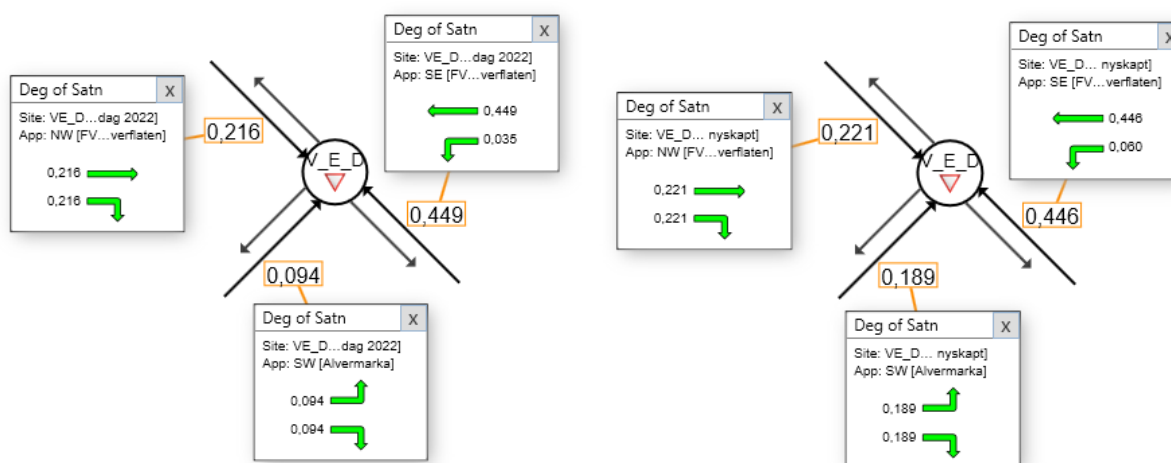 Deg of Satn X
Site: VE_D...dag 2022]
App: SE [FV...verflaten]
0,449
0,035
Deg of Satn X
Site: VE_D...dag 2022]
App: NW [FV...verflaten]
0,216
0,216
0,216
V_E_D
0,449
0,094
Deg of Satn X
Site: VE_D...dag 2022]
App: SW [Alvermarka]
0,094
0,094
Deg of Satn X
Site: VE_D... nyskapt]
App: SE [FV...verflaten]
0,446
0,060
Deg of Satn X
Site: VE_D... nyskapt]
App: NW [FV...verflaten]
0,221
0,221
0,221
V_E_D
0,446
0,189
Deg of Satn X
Site: VE_D... nyskapt]
App: SW [Alvermarka]
0,189
0,189